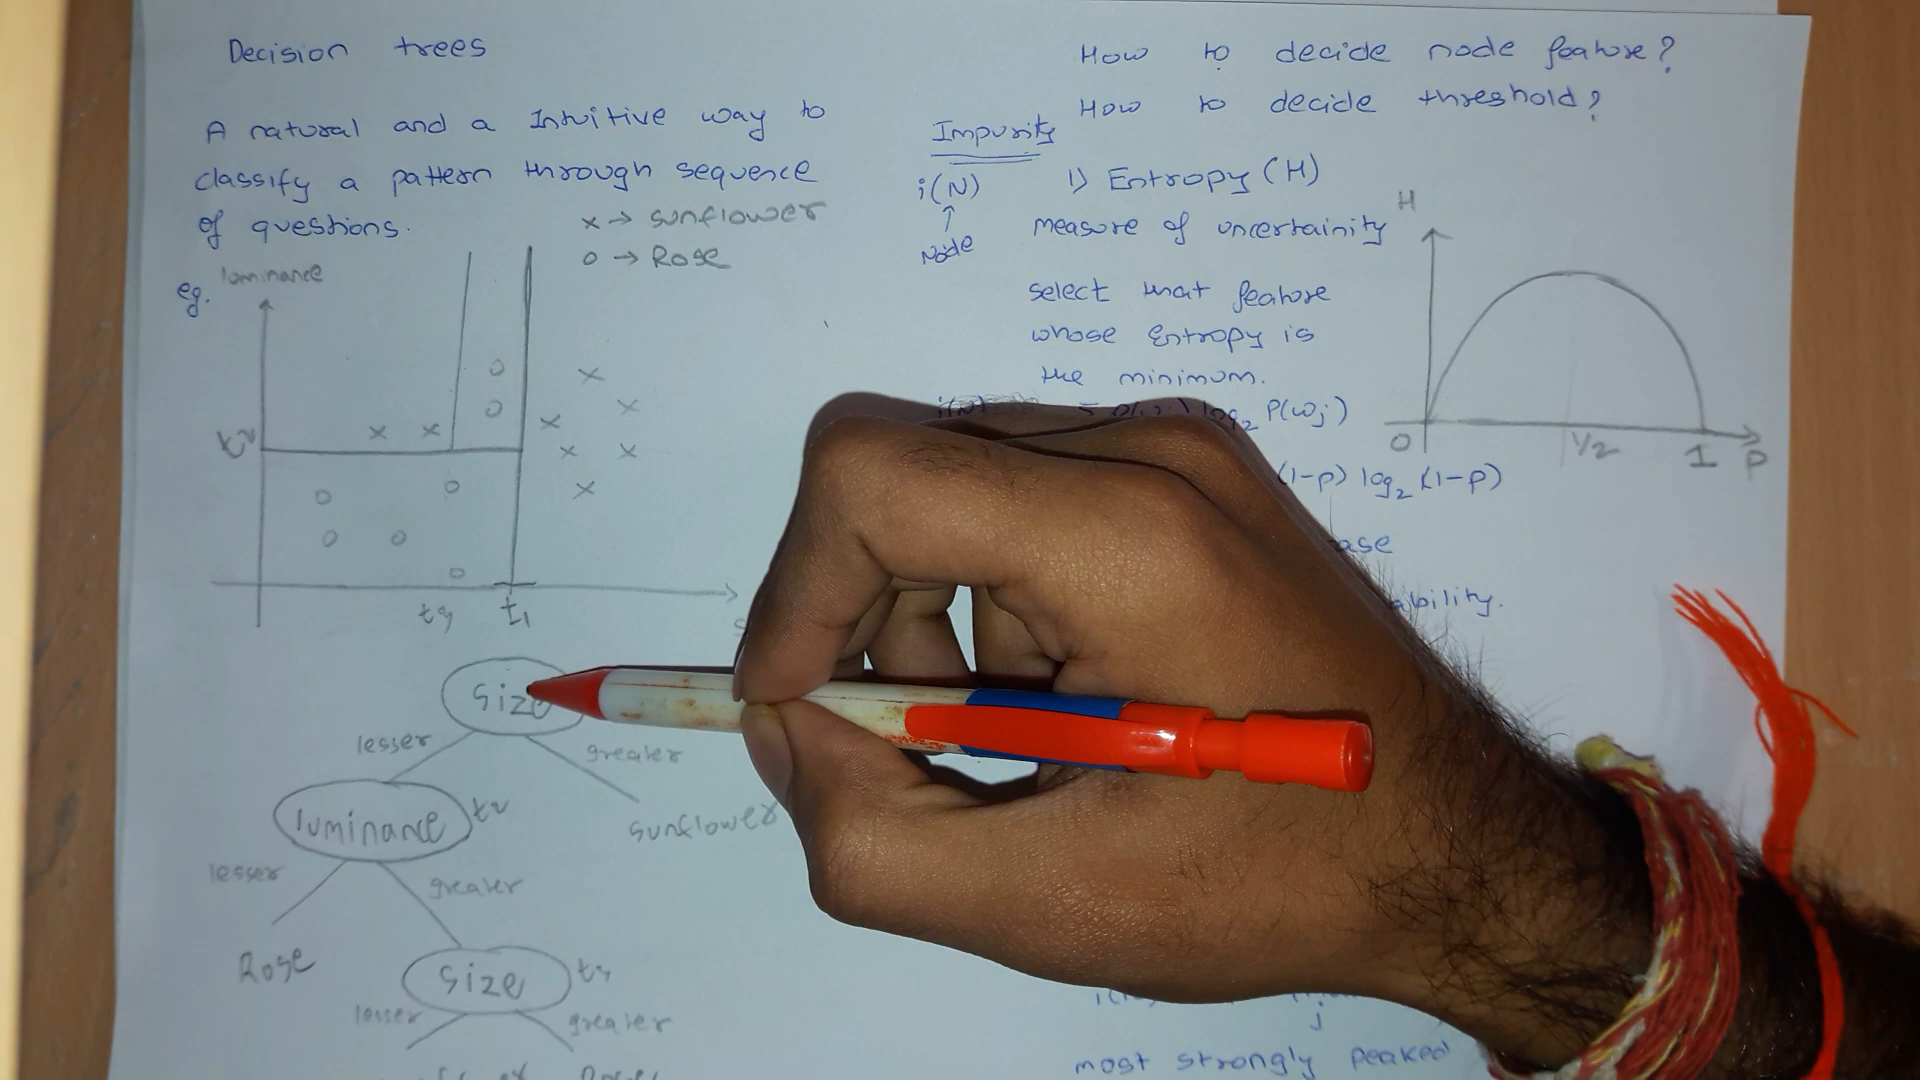 Decision trees
A natural and a Intuitive way to
classify a pattern through sequence
of questions.
x → sunflower
o → Rose
eg.
luminance
t2
t3
t1
Size
lesser
greater
luminance
t2
sunflower
lesser
greater
Rose
Size
t3
lesser
greater
How to decide node feature?
How to decide threshold?
Impurity
i(N)
↑
Node
1) Entropy (H)
measure of uncertainity
select that feature
whose Entropy is
the minimum.
log2 P(ωj)
(1-p) log2 (1-p)
H
0
1/2
1
P
j
most strongly peaked